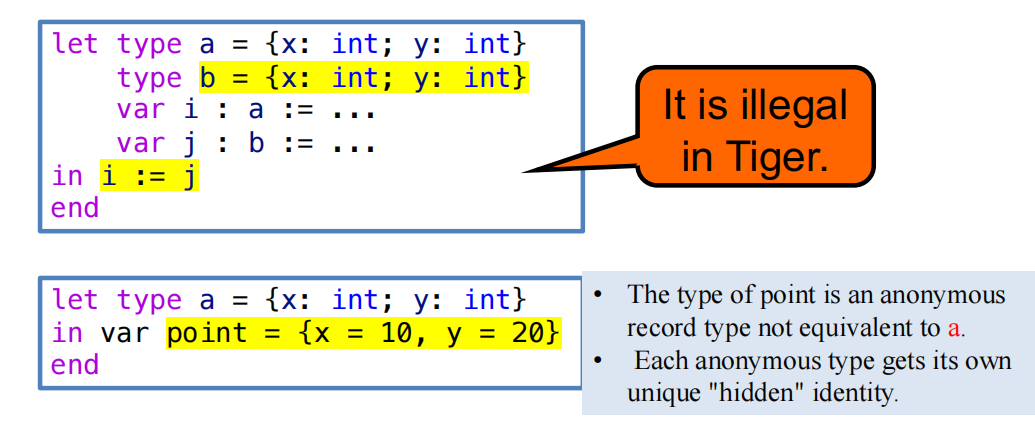 let type a = {x: int; y: int}
type b = {x: int; y: int}
var i : a := ...
var j : b := ...
in i := j
end
It is illegal
in Tiger.
let type a = {x: int; y: int}
in var point = {x = 10, y = 20}
end
• The type of point is an anonymous
record type not equivalent to a.
• Each anonymous type gets its own
unique "hidden" identity.